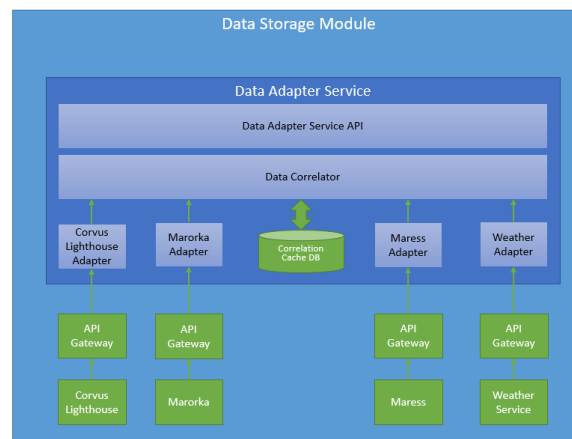 Data Storage Module
Data Adapter Service
Data Adapter Service API
Data Correlator
Corvus
Lighthouse
Adapter
Marorka
Adapter
Correlation
Cache DB
Maress
Adapter
Weather
Adapter
API
Gateway
API
Gateway
API
Gateway
API
Gateway
Corvus
Lighthouse
Marorka
Maress
Weather
Service